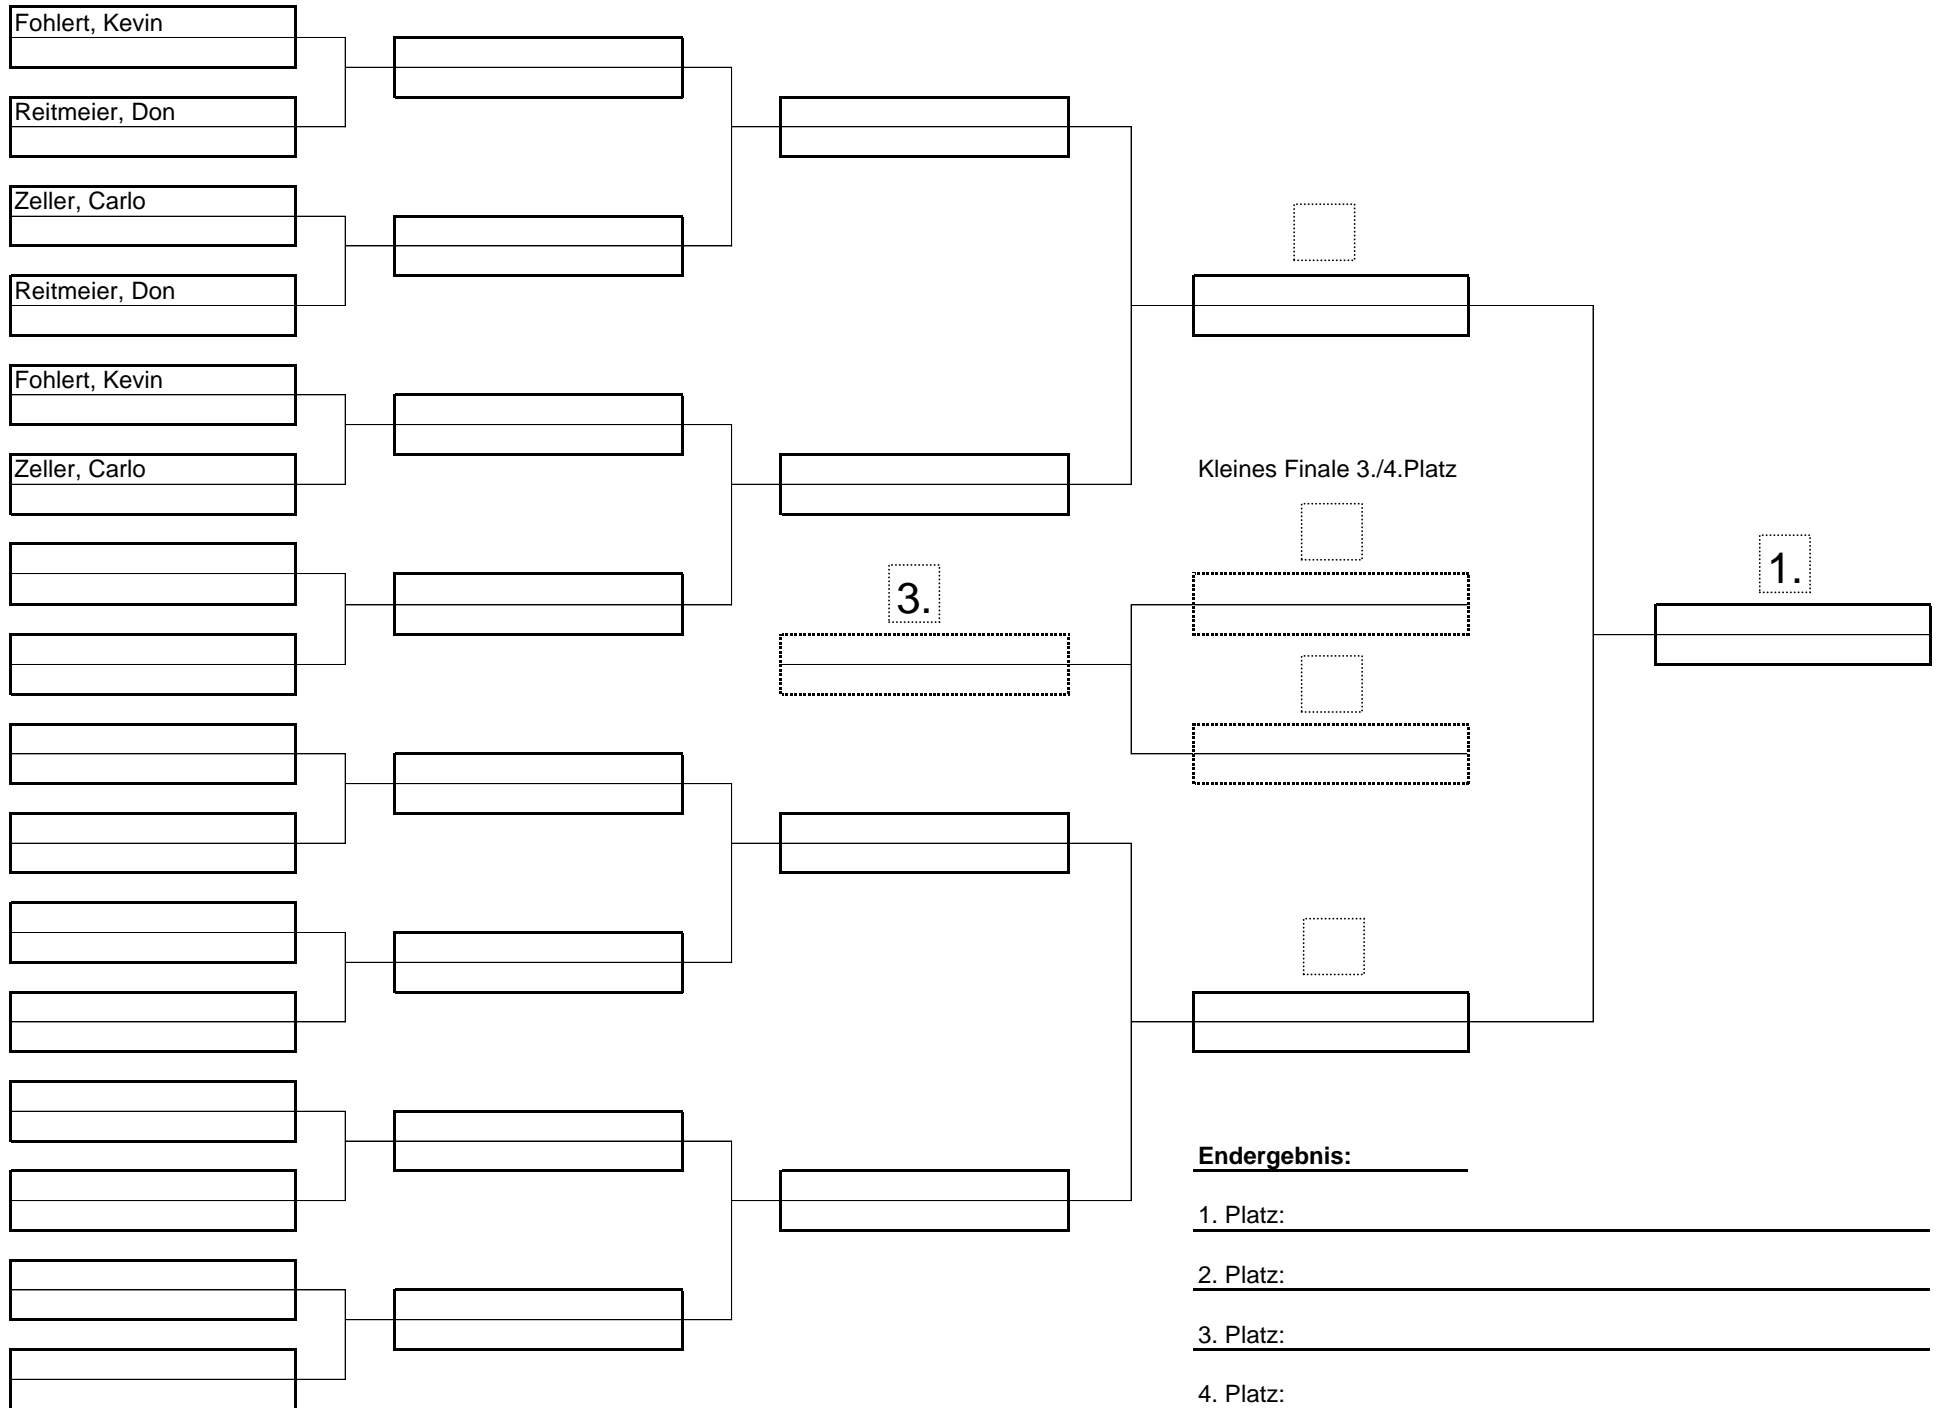 Fohlert, Kevin
Reitmeier, Don
Zeller, Carlo
Reitmeier, Don
Fohlert, Kevin
Zeller, Carlo
Kleines Finale 3./4.Platz
3.
1.
Endergebnis:
1. Platz:
2. Platz:
3. Platz:
4. Platz: